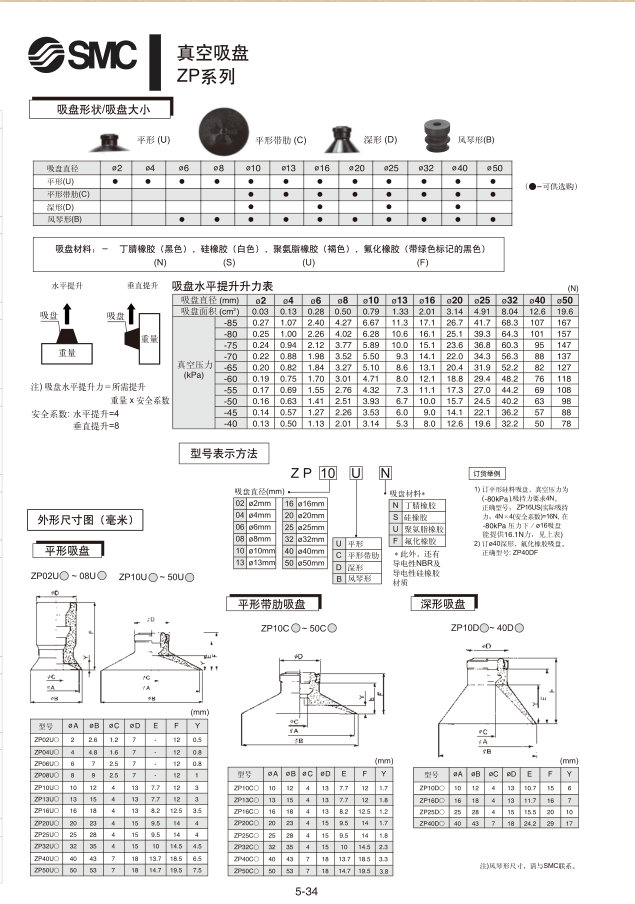 SMC
真空吸盘
ZP系列
吸盘形状/吸盘大小
平形 (U) 平形带肋 (C) 深形 (D) 风琴形(B)
吸盘直径 ø2 ø4 ø6 ø8 ø10 ø13 ø16 ø20 ø25 ø32 ø40 ø50
平形(U) ● ● ● ● ● ● ● ● ● ● ● ●
平形带肋(C) ● ● ● ● ● ● ● ●
深形(D) ● ● ● ●
风琴形(B) ● ● ● ● ● ● ● ● ● ●
(●–可供选购)
吸盘材料：－ 丁腈橡胶（黑色），硅橡胶（白色），聚氨脂橡胶（褐色），氟化橡胶（带绿色标记的黑色）
(N) (S) (U) (F)
水平提升 垂直提升
吸盘 吸盘
重量 重量
注) 吸盘水平提升力＝所需提升
重量 x 安全系数
安全系数: 水平提升=4
垂直提升=8
吸盘水平提升升力表 (N)
吸盘直径 (mm) ø2 ø4 ø6 ø8 ø10 ø13 ø16 ø20 ø25 ø32 ø40 ø50
吸盘面积 (cm²) 0.03 0.13 0.28 0.50 0.79 1.33 2.01 3.14 4.91 8.04 12.6 19.6
真空压力
(kPa)
-85 0.27 1.07 2.40 4.27 6.67 11.3 17.1 26.7 41.7 68.3 107 167
-80 0.25 1.00 2.26 4.02 6.28 10.6 16.1 25.1 39.3 64.3 101 157
-75 0.24 0.94 2.12 3.77 5.89 10.0 15.1 23.6 36.8 60.3 95 147
-70 0.22 0.88 1.98 3.52 5.50 9.3 14.1 22.0 34.3 56.3 88 137
-65 0.20 0.82 1.84 3.27 5.10 8.6 13.1 20.4 31.9 52.2 82 127
-60 0.19 0.75 1.70 3.01 4.71 8.0 12.1 18.8 29.4 48.2 76 118
-55 0.17 0.69 1.55 2.76 4.32 7.3 11.1 17.3 27.0 44.2 69 108
-50 0.16 0.63 1.41 2.51 3.93 6.7 10.0 15.7 24.5 40.2 63 98
-45 0.14 0.57 1.27 2.26 3.53 6.0 9.0 14.1 22.1 36.2 57 88
-40 0.13 0.50 1.13 2.01 3.14 5.3 8.0 12.6 19.6 32.2 50 78
型号表示方法
ZP 10 U N
吸盘直径(mm)
02 ø2mm 16 ø16mm
04 ø4mm 20 ø20mm
06 ø6mm 25 ø25mm
08 ø8mm 32 ø32mm
10 ø10mm 40 ø40mm
13 ø13mm 50 ø50mm
U 平形
C 平形带肋
D 深形
B 风琴形
吸盘材料*
N 丁腈橡胶
S 硅橡胶
U 聚氨脂橡胶
F 氟化橡胶
* 此外，还有
导电性NBR及
导电性硅橡胶
材质
订货举例
1) 订平形硅料吸盘，真空压力为
(-80kPa),吸持力要求4N。
正确型号： ZP16US(实际吸持
力：4N×4(安全系数)=16N, 在
-80kPa 压力下 / ø16吸盘
能提供16.1N力，见上表)
2) 订ø40深形，氟化橡胶吸盘。
正确型号: ZP40DF
外形尺寸图（毫米）
平形吸盘
ZP02U○ ~ 08U○ ZP10U○ ~ 50U○
(mm)
型号 øA øB øC øD E F Y
ZP02U○ 2 2.6 1.2 7 - 12 0.5
ZP04U○ 4 4.8 1.6 7 - 12 0.8
ZP06U○ 6 7 2.5 7 - 12 0.8
ZP08U○ 8 9 2.5 7 - 12 1
ZP10U○ 10 12 4 13 7.7 12 3
ZP13U○ 13 15 4 13 7.7 12 3
ZP16U○ 16 18 4 13 8.2 12.5 3.5
ZP20U○ 20 23 4 15 9.5 14 4
ZP25U○ 25 28 4 15 9.5 14 4
ZP32U○ 32 35 4 15 10 14.5 4.5
ZP40U○ 40 43 7 18 13.7 18.5 6.5
ZP50U○ 50 53 7 18 14.7 19.5 7.5
平形带肋吸盘
ZP10C○ ~ 50C○
(mm)
型号 øA øB øC øD E F Y
ZP10C○ 10 12 4 13 7.7 12 1.7
ZP13C○ 13 15 4 13 7.7 12 1.8
ZP16C○ 16 16 4 13 8.2 12.5 1.2
ZP20C○ 20 23 4 15 9.5 14 1.7
ZP25C○ 25 28 4 15 9.5 14 1.8
ZP32C○ 32 35 4 15 10 14.5 2.3
ZP40C○ 40 43 7 18 13.7 18.5 3.3
ZP50C○ 50 53 7 18 14.7 19.5 3.8
深形吸盘
ZP10D○ ~ 40D○
(mm)
型号 øA øB øC øD E F Y
ZP10D○ 10 12 4 13 10.7 15 6
ZP16D○ 16 18 4 13 11.7 16 7
ZP25D○ 25 28 4 15 15.5 20 10
ZP40D○ 40 43 7 18 24.2 29 17
注)风琴形尺寸，请与SMC联系。
5-34